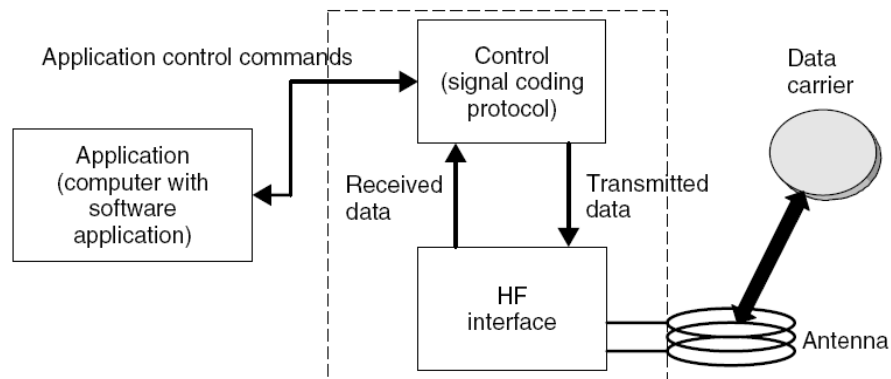 Application control commands
Control
(signal coding
protocol)
Data
carrier
Application
(computer with
software
application)
Received
data
Transmitted
data
HF
interface
Antenna